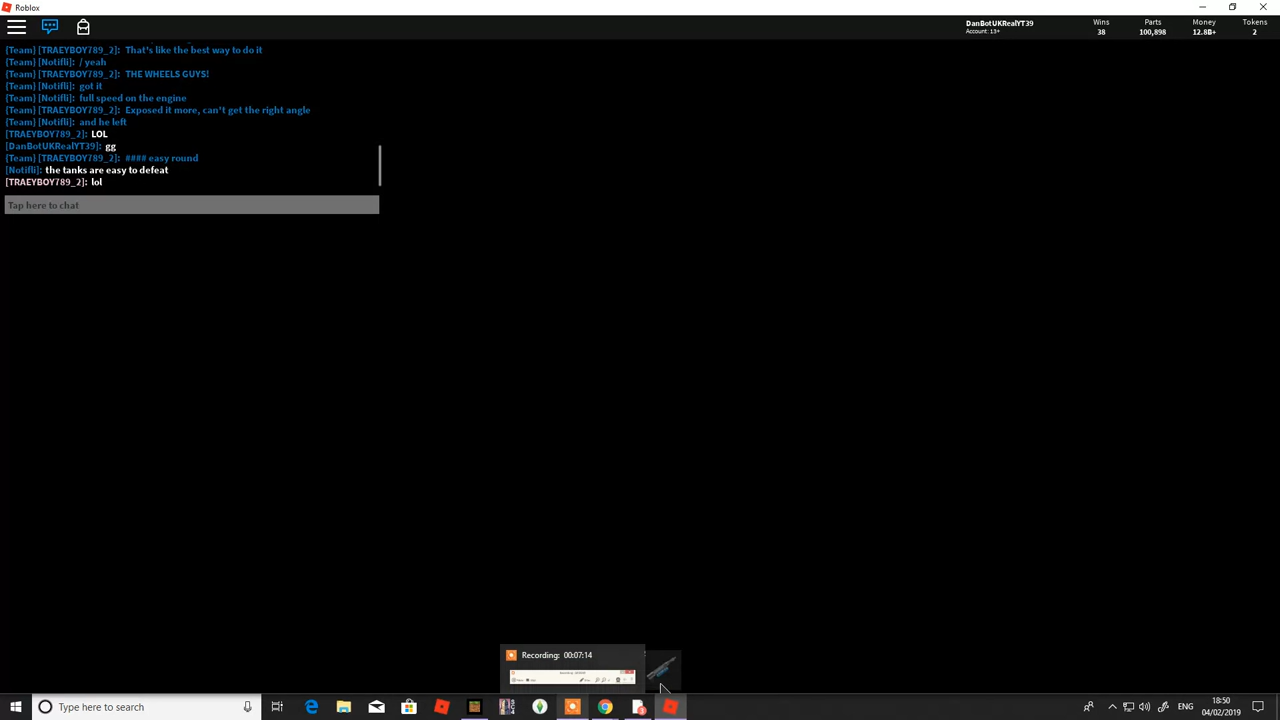 Roblox
DanBotUKRealYT39
Account: 13+
Wins
38
Parts
100,898
Money
12.8B+
Tokens
2
{Team} [TRAEYBOY789_2]: That's like the best way to do it
{Team} [Notifli]: / yeah
{Team} [TRAEYBOY789_2]: THE WHEELS GUYS!
{Team} [Notifli]: got it
{Team} [Notifli]: full speed on the engine
{Team} [TRAEYBOY789_2]: Exposed it more, can't get the right angle
{Team} [Notifli]: and he left
[TRAEYBOY789_2]: LOL
[DanBotUKRealYT39]: gg
{Team} [TRAEYBOY789_2]: #### easy round
[Notifli]: the tanks are easy to defeat
[TRAEYBOY789_2]: lol
Tap here to chat
Recording: 00:07:14
Type here to search
ENG
18:50
04/02/2019